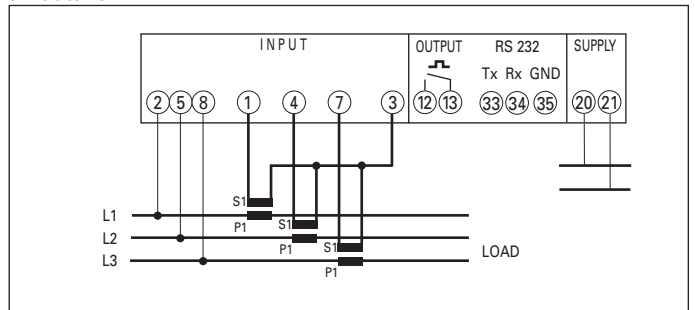 INPUT OUTPUT RS 232 SUPPLY
Tx Rx GND
2 5 8 1 4 7 3 12 13 33 34 35 20 21
S1
L1 P1 S1
L2 P1 S1 LOAD
L3 P1